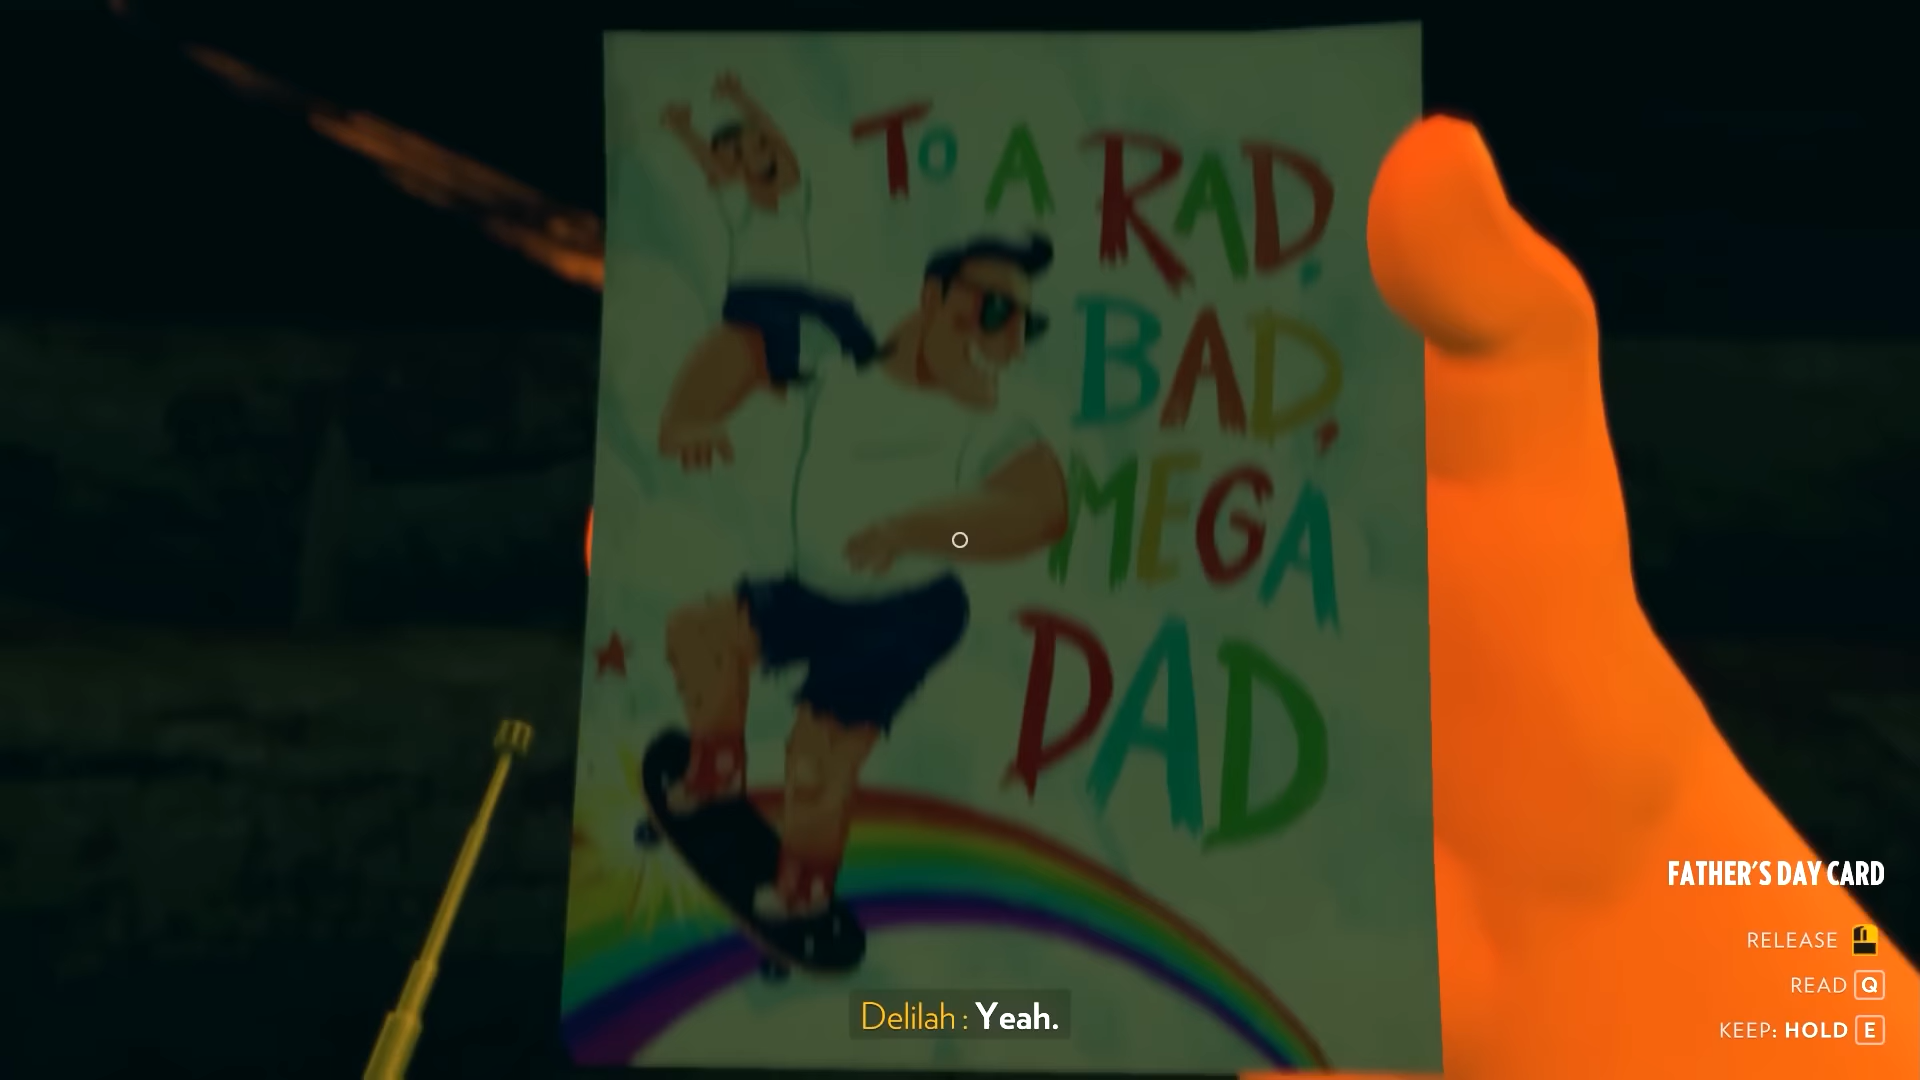 TO A RAD,
BAD,
MEGA
DAD
FATHER'S DAY CARD
RELEASE
READ Q
KEEP: HOLD E
Delilah : Yeah.